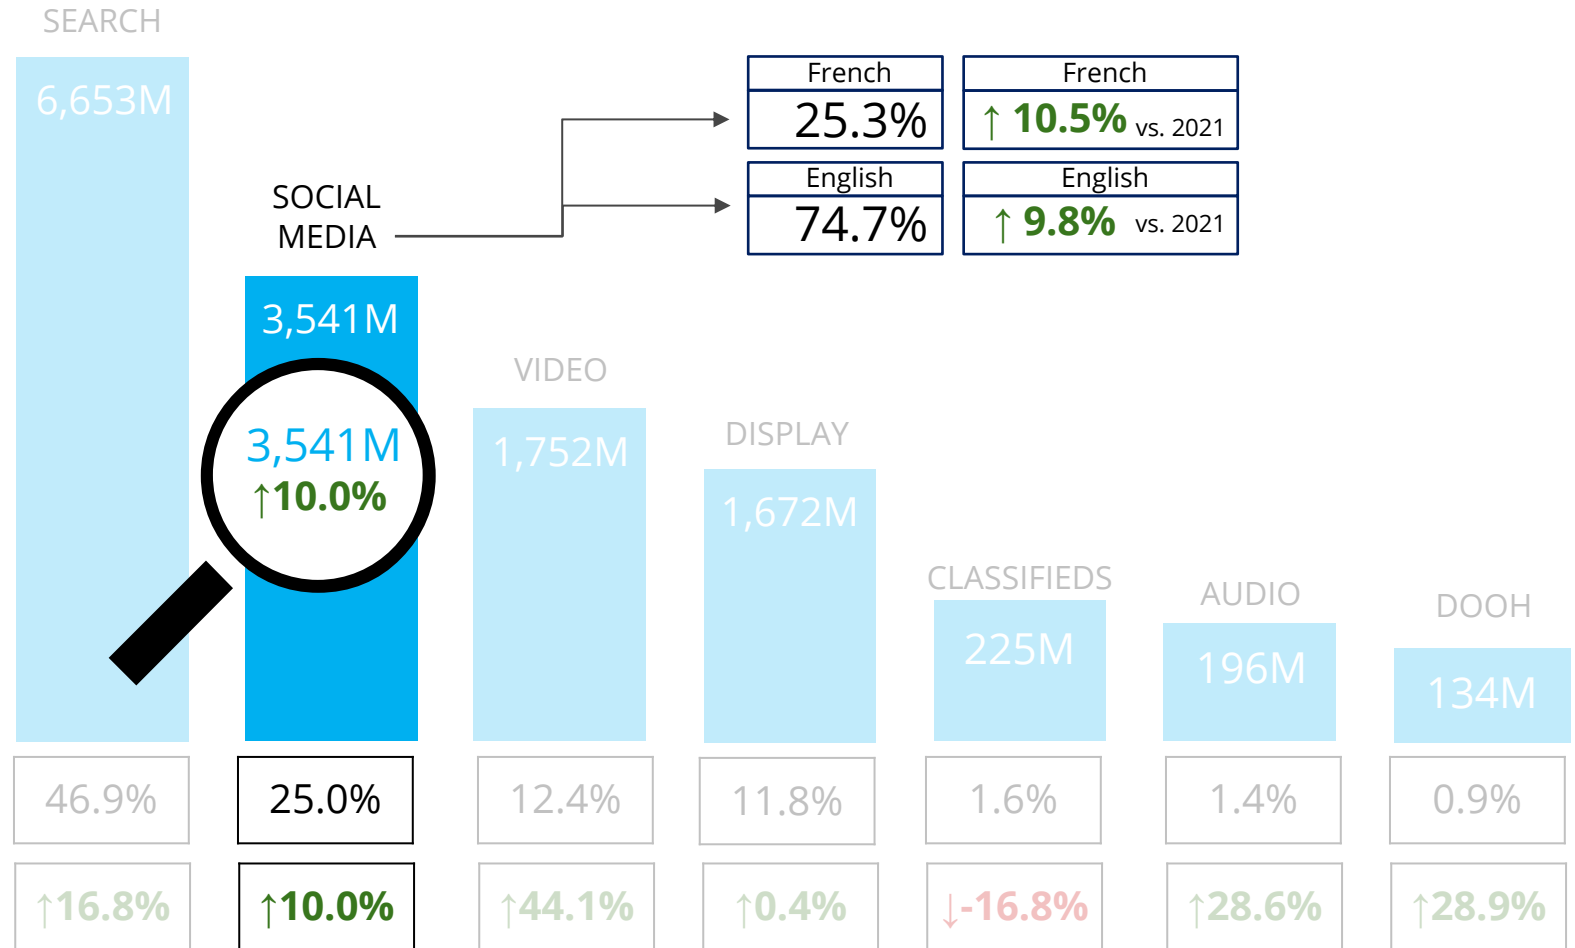 SEARCH
6,653M
French
25.3%
French
↑ 10.5% vs. 2021
English
74.7%
English
↑ 9.8% vs. 2021
SOCIAL
MEDIA
3,541M
3,541M
↑10.0%
VIDEO
1,752M
DISPLAY
1,672M
CLASSIFIEDS
225M
AUDIO
196M
DOOH
134M
46.9%
25.0%
12.4%
11.8%
1.6%
1.4%
0.9%
↑16.8%
↑10.0%
↑44.1%
↑0.4%
↓-16.8%
↑28.6%
↑28.9%